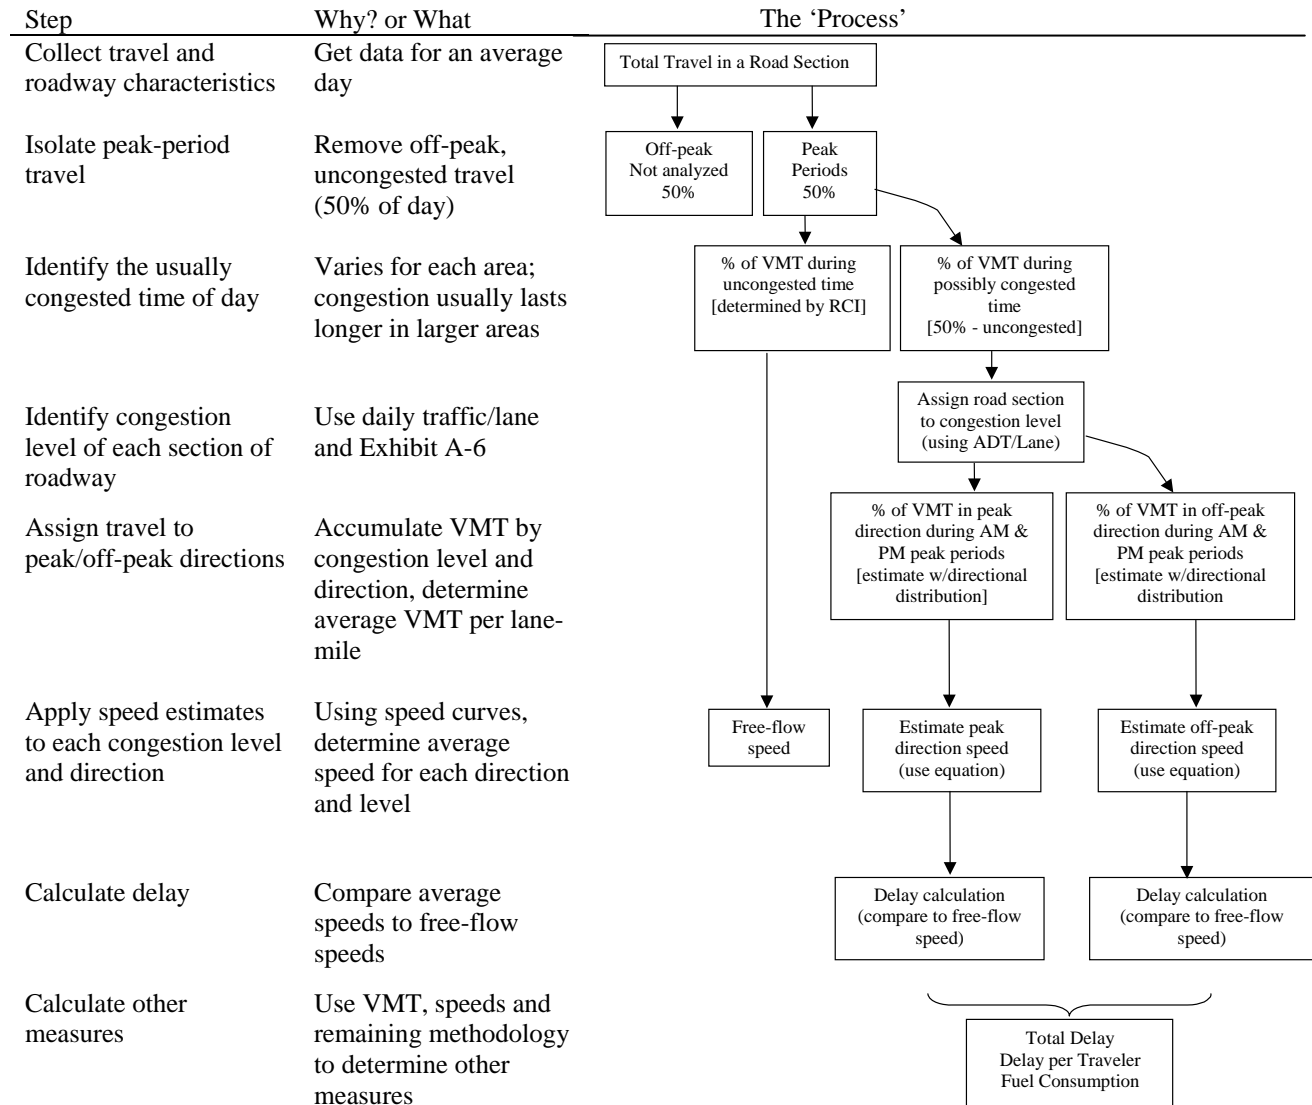 Step
Why? or What
The ‘Process’
Collect travel and
roadway characteristics
Get data for an average
day
Total Travel in a Road Section
Isolate peak-period
travel
Remove off-peak,
uncongested travel
(50% of day)
Off-peak
Not analyzed
50%
Peak
Periods
50%
Identify the usually
congested time of day
Varies for each area;
congestion usually lasts
longer in larger areas
% of VMT during
uncongested time
[determined by RCI]
% of VMT during
possibly congested
time
[50% - uncongested]
Identify congestion
level of each section of
roadway
Use daily traffic/lane
and Exhibit A-6
Assign road section
to congestion level
(using ADT/Lane)
Assign travel to
peak/off-peak directions
Accumulate VMT by
congestion level and
direction, determine
average VMT per lane-
mile
% of VMT in peak
direction during AM &
PM peak periods
[estimate w/directional
distribution]
% of VMT in off-peak
direction during AM &
PM peak periods
[estimate w/directional
distribution
Apply speed estimates
to each congestion level
and direction
Using speed curves,
determine average
speed for each direction
and level
Free-flow
speed
Estimate peak
direction speed
(use equation)
Estimate off-peak
direction speed
(use equation)
Calculate delay
Compare average
speeds to free-flow
speeds
Delay calculation
(compare to free-flow
speed)
Delay calculation
(compare to free-flow
speed)
Calculate other
measures
Use VMT, speeds and
remaining methodology
to determine other
measures
Total Delay
Delay per Traveler
Fuel Consumption